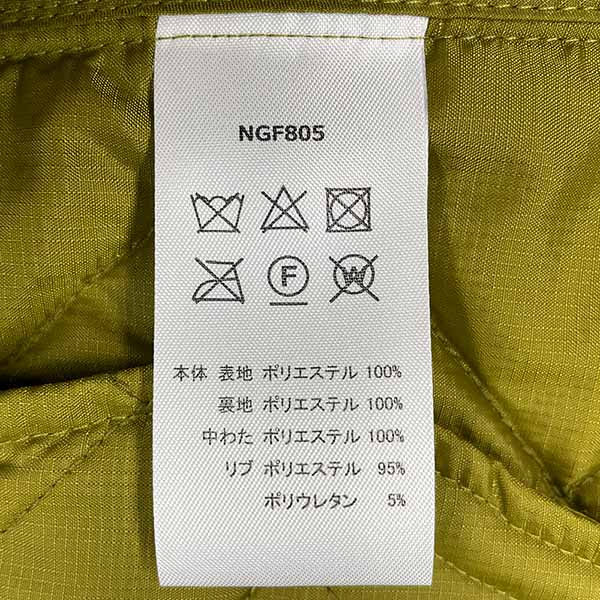 NGF805
F W
本体 表地 ポリエステル 100%
裏地 ポリエステル 100%
中わた ポリエステル 100%
リブ ポリエステル 95%
ポリウレタン 5%